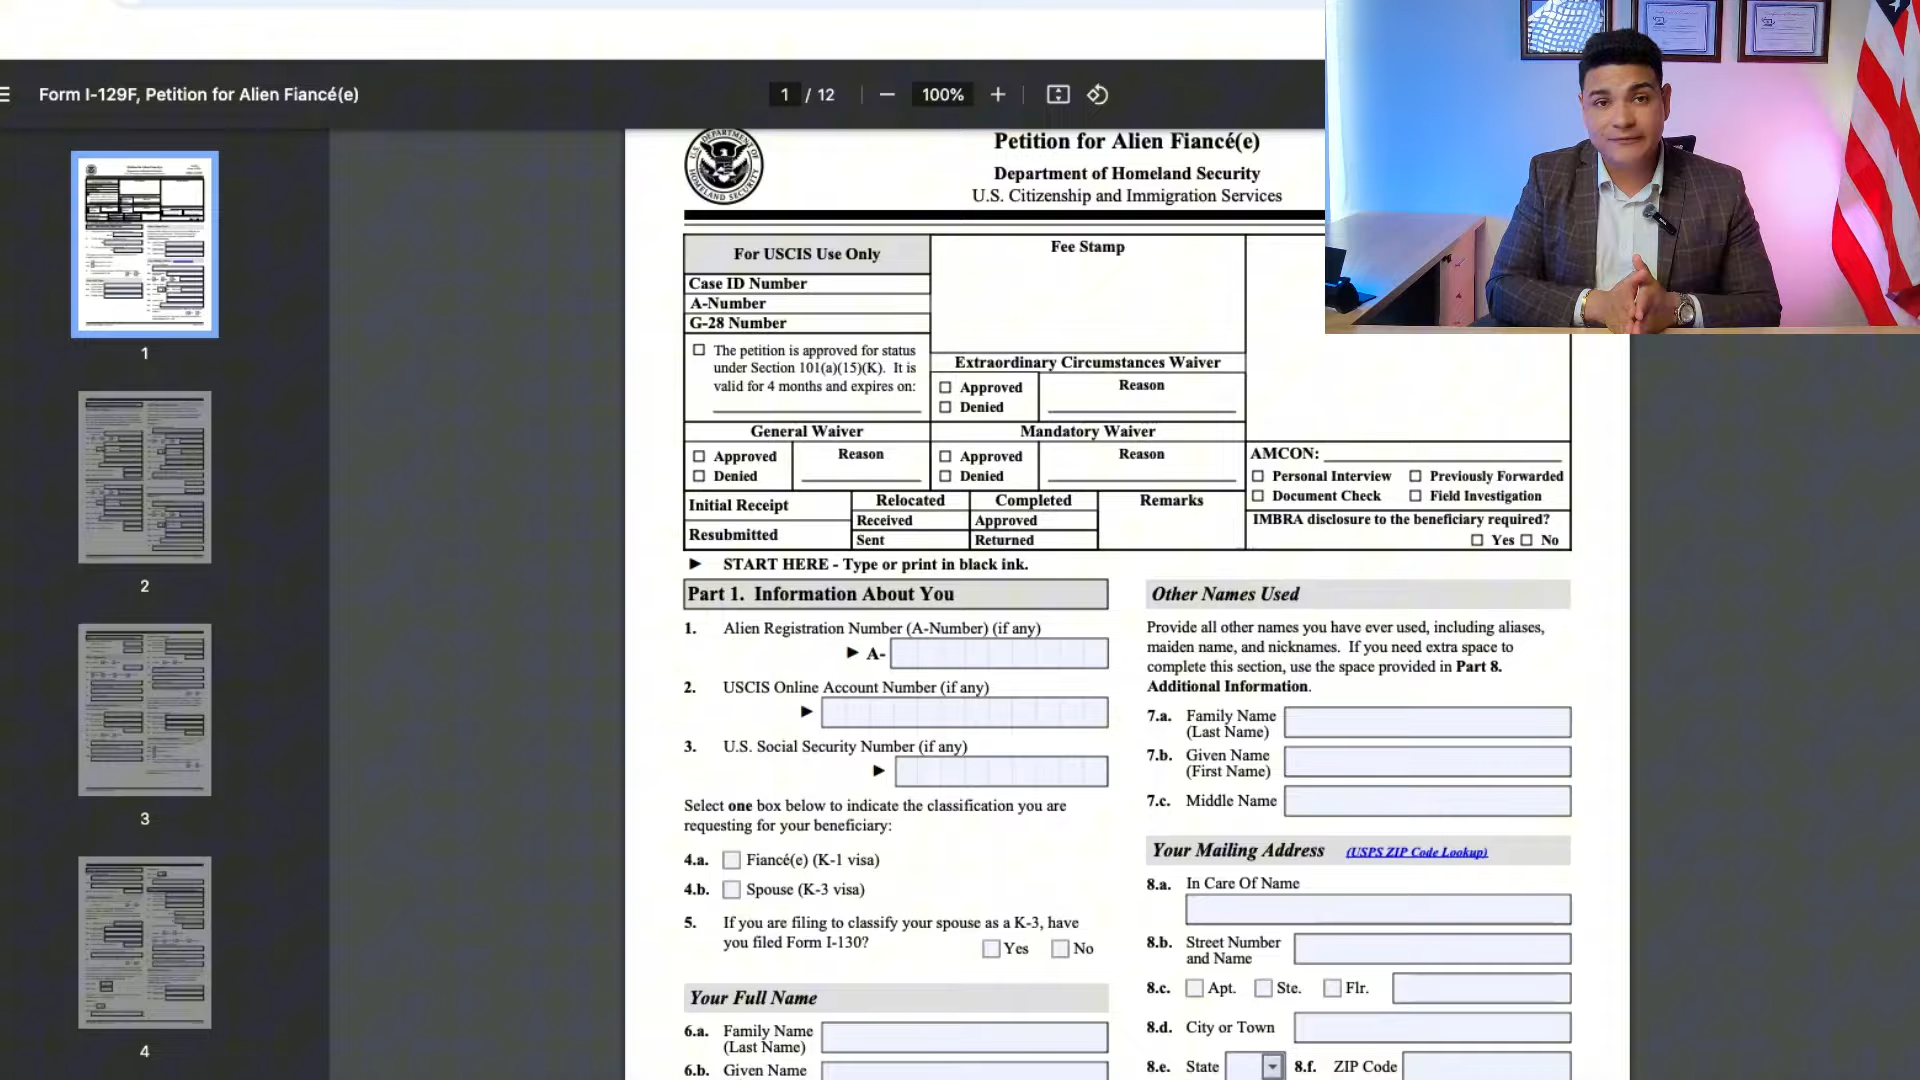 Form I-129F, Petition for Alien Fiancé(e)
1 / 12
100%
1
2
3
4
Petition for Alien Fiancé(e)
Department of Homeland Security
U.S. Citizenship and Immigration Services
For USCIS Use Only
Case ID Number
A-Number
G-28 Number
The petition is approved for status
under Section 101(a)(15)(K). It is
valid for 4 months and expires on:
Fee Stamp
Extraordinary Circumstances Waiver
Approved
Denied
Reason
General Waiver
Approved
Denied
Reason
Mandatory Waiver
Approved
Denied
Reason
AMCON:
Personal Interview
Previously Forwarded
Document Check
Field Investigation
Initial Receipt
Resubmitted
Relocated
Received
Sent
Completed
Approved
Returned
Remarks
IMBRA disclosure to the beneficiary required?
Yes No
START HERE - Type or print in black ink.
Part 1. Information About You
1. Alien Registration Number (A-Number) (if any)
A-
2. USCIS Online Account Number (if any)
3. U.S. Social Security Number (if any)
Select one box below to indicate the classification you are
requesting for your beneficiary:
4.a. Fiancé(e) (K-1 visa)
4.b. Spouse (K-3 visa)
5. If you are filing to classify your spouse as a K-3, have
you filed Form I-130?
Yes No
Your Full Name
6.a. Family Name
(Last Name)
6.b. Given Name
Other Names Used
Provide all other names you have ever used, including aliases,
maiden name, and nicknames. If you need extra space to
complete this section, use the space provided in Part 8.
Additional Information.
7.a. Family Name
(Last Name)
7.b. Given Name
(First Name)
7.c. Middle Name
Your Mailing Address (USPS ZIP Code Lookup)
8.a. In Care Of Name
8.b. Street Number
and Name
8.c. Apt. Ste. Flr.
8.d. City or Town
8.e. State 8.f. ZIP Code